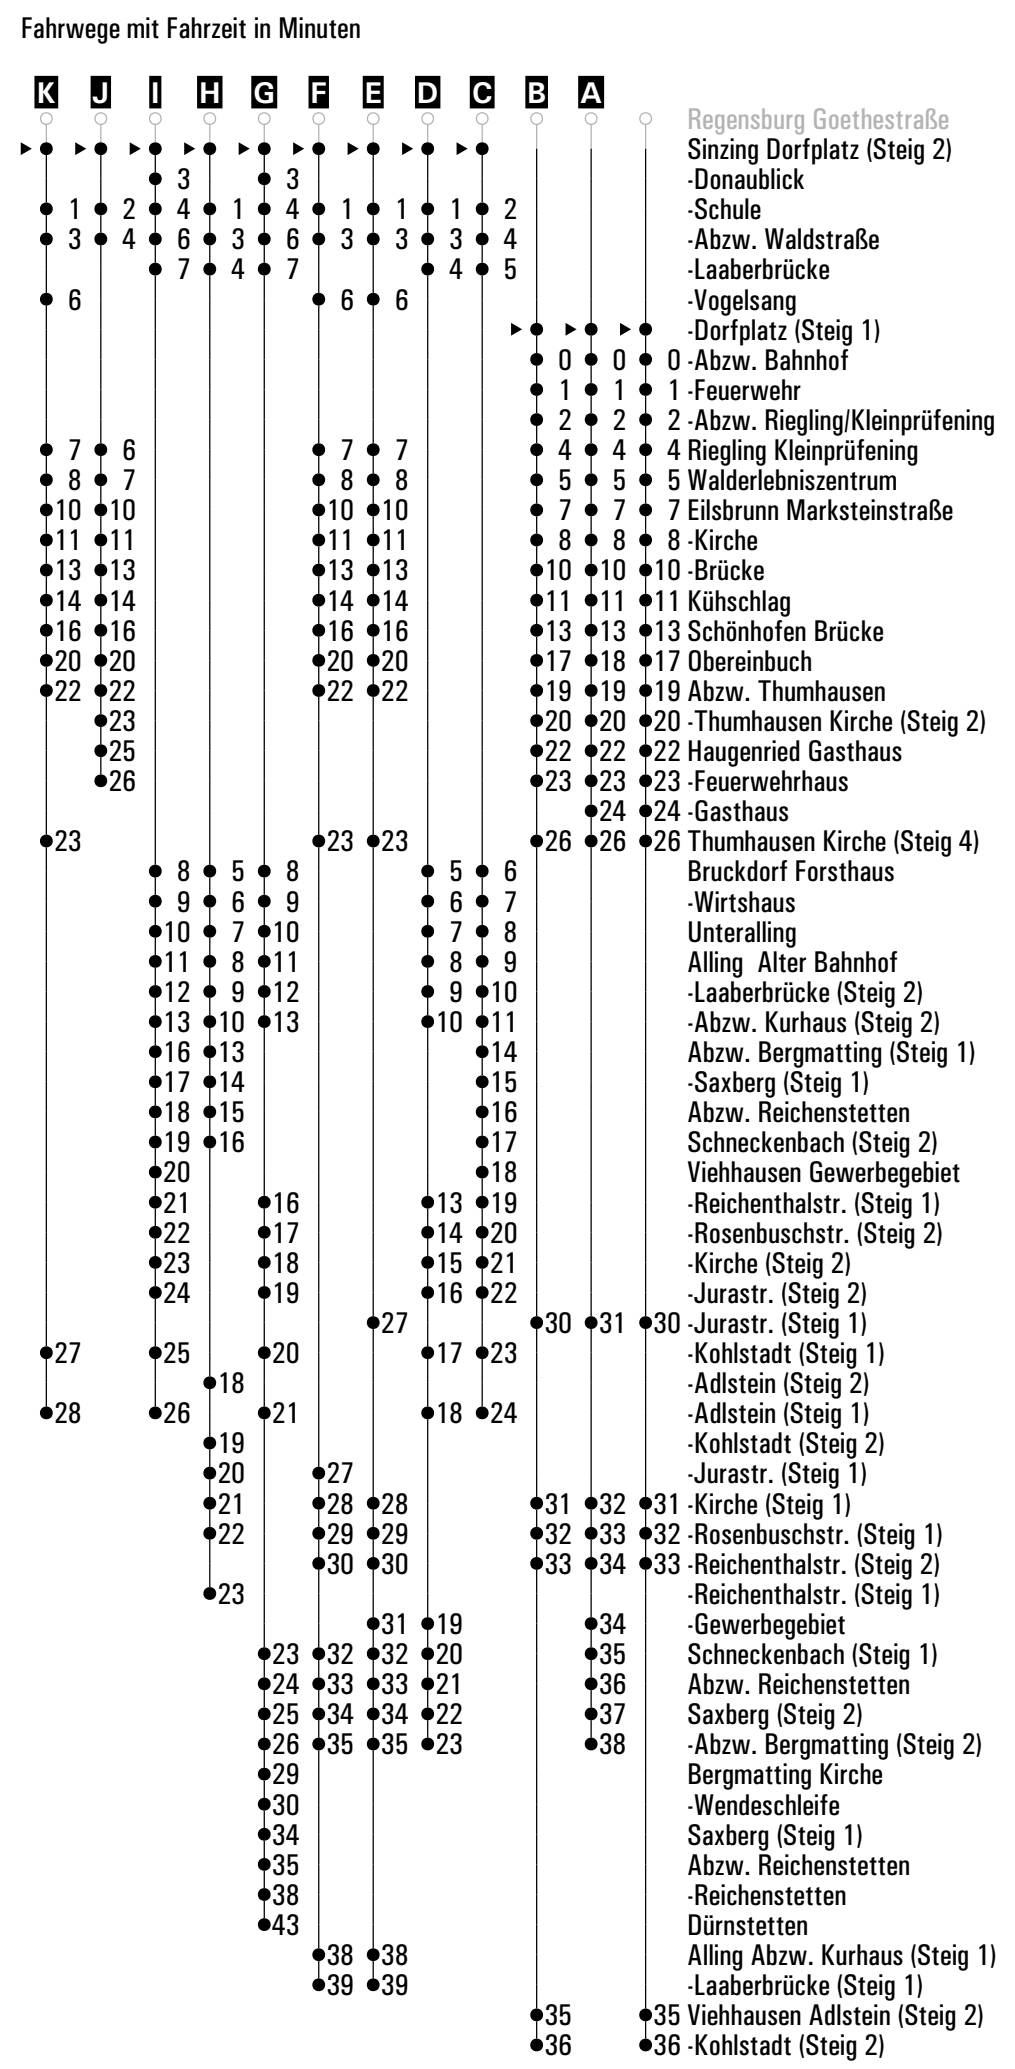 Fahrwege mit Fahrzeit in Minuten
K J I H G F E D C B A
Regensburg Goethestraße
Sinzing Dorfplatz (Steig 2)
3 3 -Donaublick
1 2 4 1 4 1 1 1 2 -Schule
3 4 6 3 6 3 3 3 4 -Abzw. Waldstraße
7 4 7 4 5 -Laaberbrücke
6 6 6 -Vogelsang
-Dorfplatz (Steig 1)
0 0 0 -Abzw. Bahnhof
1 1 1 -Feuerwehr
2 2 2 -Abzw. Riegling/Kleinprüfening
7 6 7 7 4 4 4 Riegling Kleinprüfening
8 7 8 8 5 5 5 Walderlebniszentrum
10 10 10 10 7 7 7 Eilsbrunn Marksteinstraße
11 11 11 11 8 8 8 -Kirche
13 13 13 13 10 10 10 -Brücke
14 14 14 14 11 11 11 Kühschlag
16 16 16 16 13 13 13 Schönhofen Brücke
20 20 20 20 17 18 17 Obereinbuch
22 22 22 22 19 19 19 Abzw. Thumhausen
23 20 20 20 -Thumhausen Kirche (Steig 2)
25 22 22 22 Haugenried Gasthaus
26 23 23 23 -Feuerwehrhaus
24 24 -Gasthaus
23 23 23 26 26 26 Thumhausen Kirche (Steig 4)
8 5 8 5 6 Bruckdorf Forsthaus
9 6 9 6 7 -Wirtshaus
10 7 10 7 8 Unteralling
11 8 11 8 9 Alling Alter Bahnhof
12 9 12 9 10 -Laaberbrücke (Steig 2)
13 10 13 10 11 -Abzw. Kurhaus (Steig 2)
16 13 14 Abzw. Bergmatting (Steig 1)
17 14 15 -Saxberg (Steig 1)
18 15 16 Abzw. Reichenstetten
19 16 17 Schneckenbach (Steig 2)
20 18 Viehhausen Gewerbegebiet
21 16 13 19 -Reichenthalstr. (Steig 1)
22 17 14 20 -Rosenbuschstr. (Steig 2)
23 18 15 21 -Kirche (Steig 2)
24 19 16 22 -Jurastr. (Steig 2)
27 30 31 30 -Jurastr. (Steig 1)
27 25 20 17 23 -Kohlstadt (Steig 1)
18 -Adlstein (Steig 2)
28 26 21 18 24 -Adlstein (Steig 1)
19 -Kohlstadt (Steig 2)
20 27 -Jurastr. (Steig 1)
21 28 28 31 32 31 -Kirche (Steig 1)
22 29 29 32 33 32 -Rosenbuschstr. (Steig 1)
30 30 33 34 33 -Reichenthalstr. (Steig 2)
23 -Reichenthalstr. (Steig 1)
31 19 34 -Gewerbegebiet
23 32 32 20 35 Schneckenbach (Steig 1)
24 33 33 21 36 Abzw. Reichenstetten
25 34 34 22 37 Saxberg (Steig 2)
26 35 35 23 38 -Abzw. Bergmatting (Steig 2)
29 Bergmatting Kirche
30 -Wendeschleife
34 Saxberg (Steig 1)
35 Abzw. Reichenstetten
38 -Reichenstetten
43 Dürnstetten
38 38 Alling Abzw. Kurhaus (Steig 1)
39 39 -Laaberbrücke (Steig 1)
35 35 Viehhausen Adlstein (Steig 2)
36 36 -Kohlstadt (Steig 2)